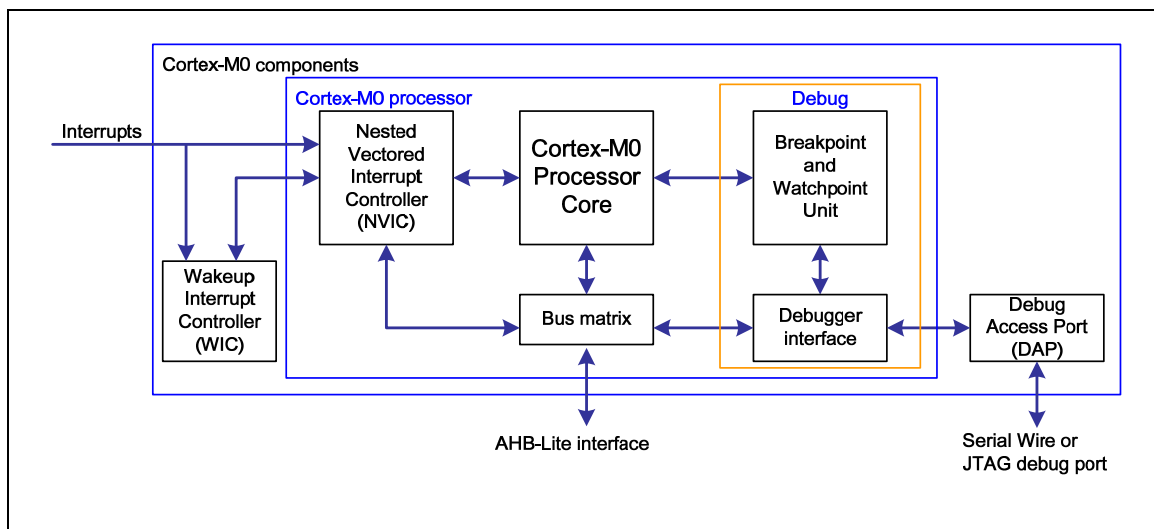 Cortex-M0 components
Cortex-M0 processor
Debug
Interrupts
Nested
Vectored
Interrupt
Controller
(NVIC)
Cortex-M0
Processor
Core
Breakpoint
and
Watchpoint
Unit
Wakeup
Interrupt
Controller
(WIC)
Bus matrix
Debugger
interface
Debug
Access Port
(DAP)
AHB-Lite interface
Serial Wire or
JTAG debug port